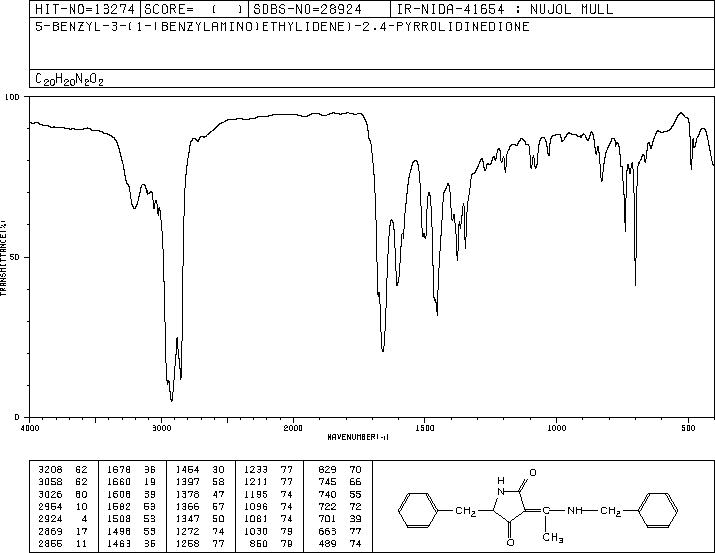 HIT-NO=13274 SCORE= ( ) SDBS-NO=28924 IR-NIDA-41654 : NUJOL MULL
5-BENZYL-3-(1-(BENZYLAMINO)ETHYLIDENE)-2,4-PYRROLIDINEDIONE
C20H20N2O2
100
50
0
TRANSMITTANCE(%)
4000 3000 2000 1500 1000 500
WAVENUMBER(-1)
3208 62 1678 36 1454 30 1233 77 829 70
3058 62 1660 19 1397 58 1211 77 745 66
3026 60 1608 39 1378 47 1195 74 740 55
2954 10 1582 53 1366 57 1096 74 722 72
2924 4 1508 53 1347 50 1081 74 701 39
2869 17 1498 53 1272 74 1030 79 663 77
2855 11 1463 35 1258 77 850 79 489 74
O
NH
CH2
NH
CH2
O
CH3